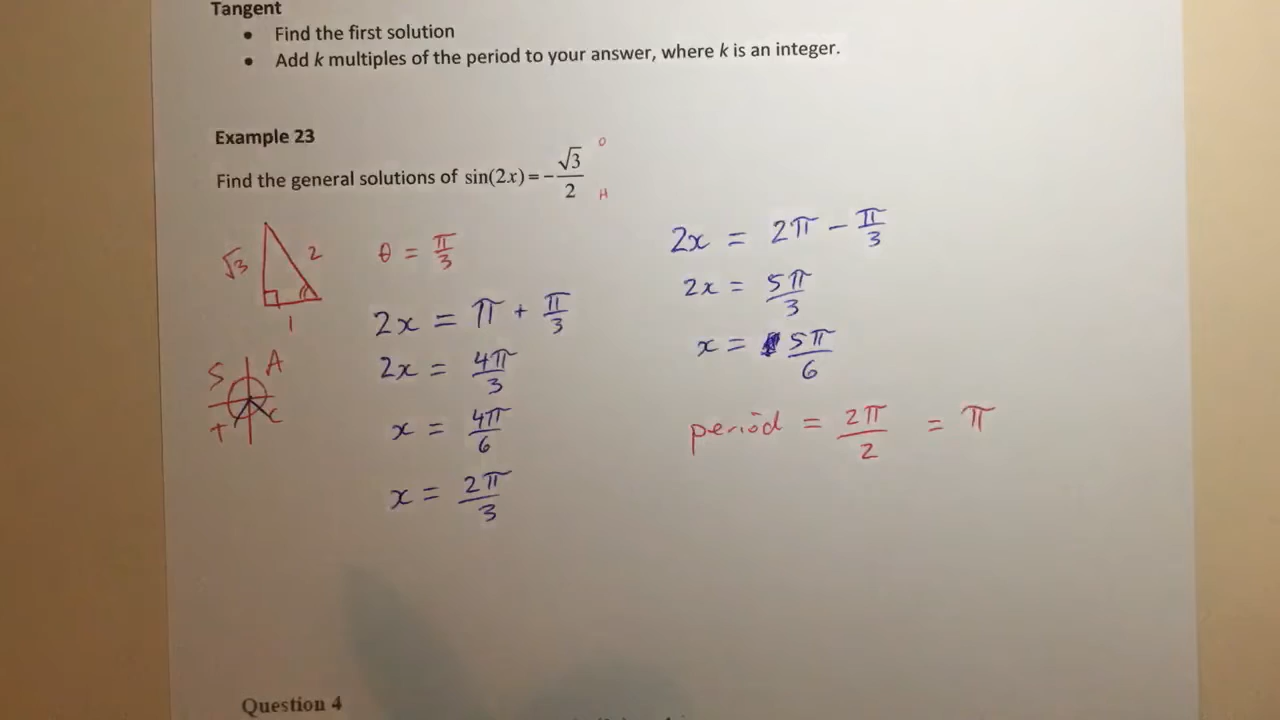 Tangent
• Find the first solution
• Add k multiples of the period to your answer, where k is an integer.
Example 23
Find the general solutions of sin(2x) = -√3/2
O
H
√3
2
1
θ = π/3
S A
T C
2x = π + π/3
2x = 4π/3
x = 4π/6
x = 2π/3
2x = 2π - π/3
2x = 5π/3
x = 5π/6
period = 2π/2 = π
Question 4